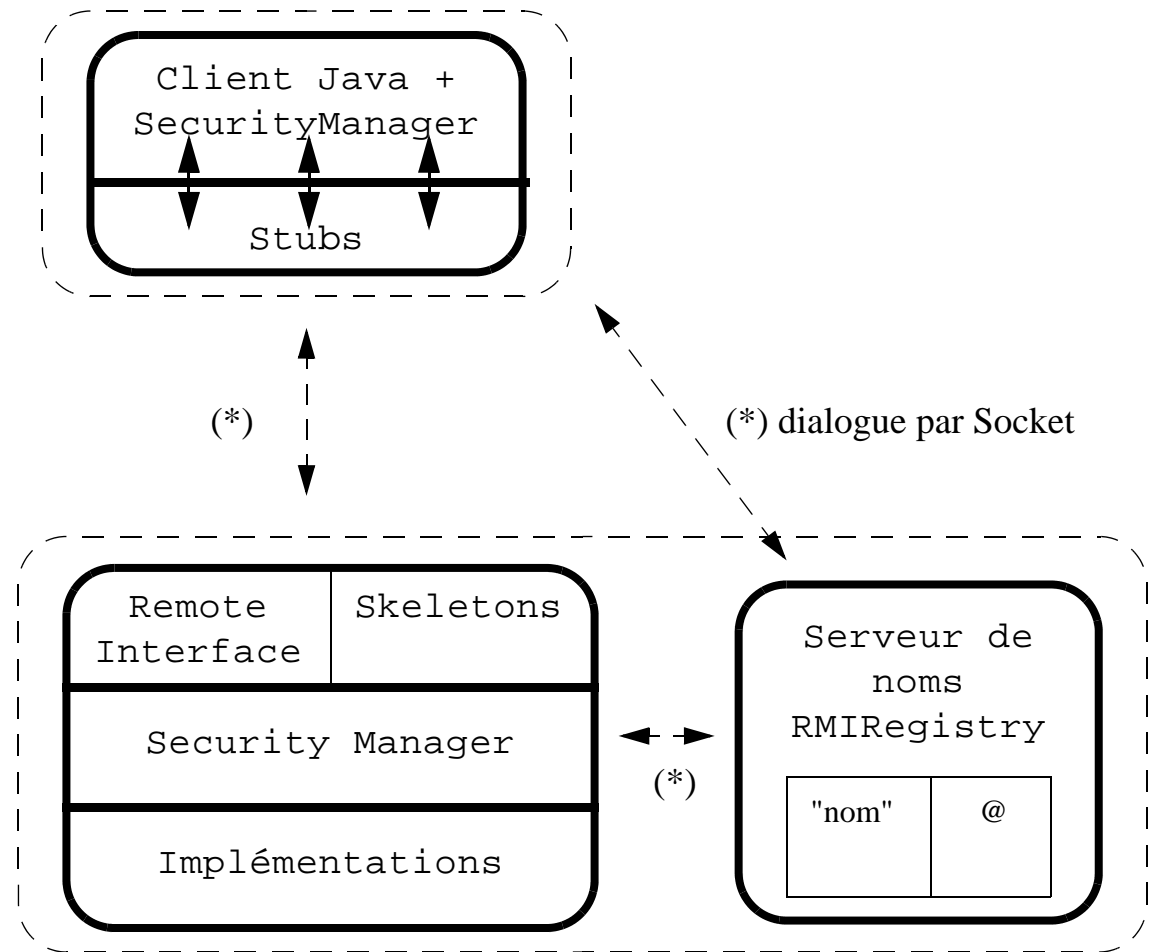 Client Java +
SecurityManager
Stubs
(*)
(*) dialogue par Socket
Remote
Interface
Skeletons
Security Manager
Implémentations
(*)
Serveur de
noms
RMIRegistry
"nom"
@